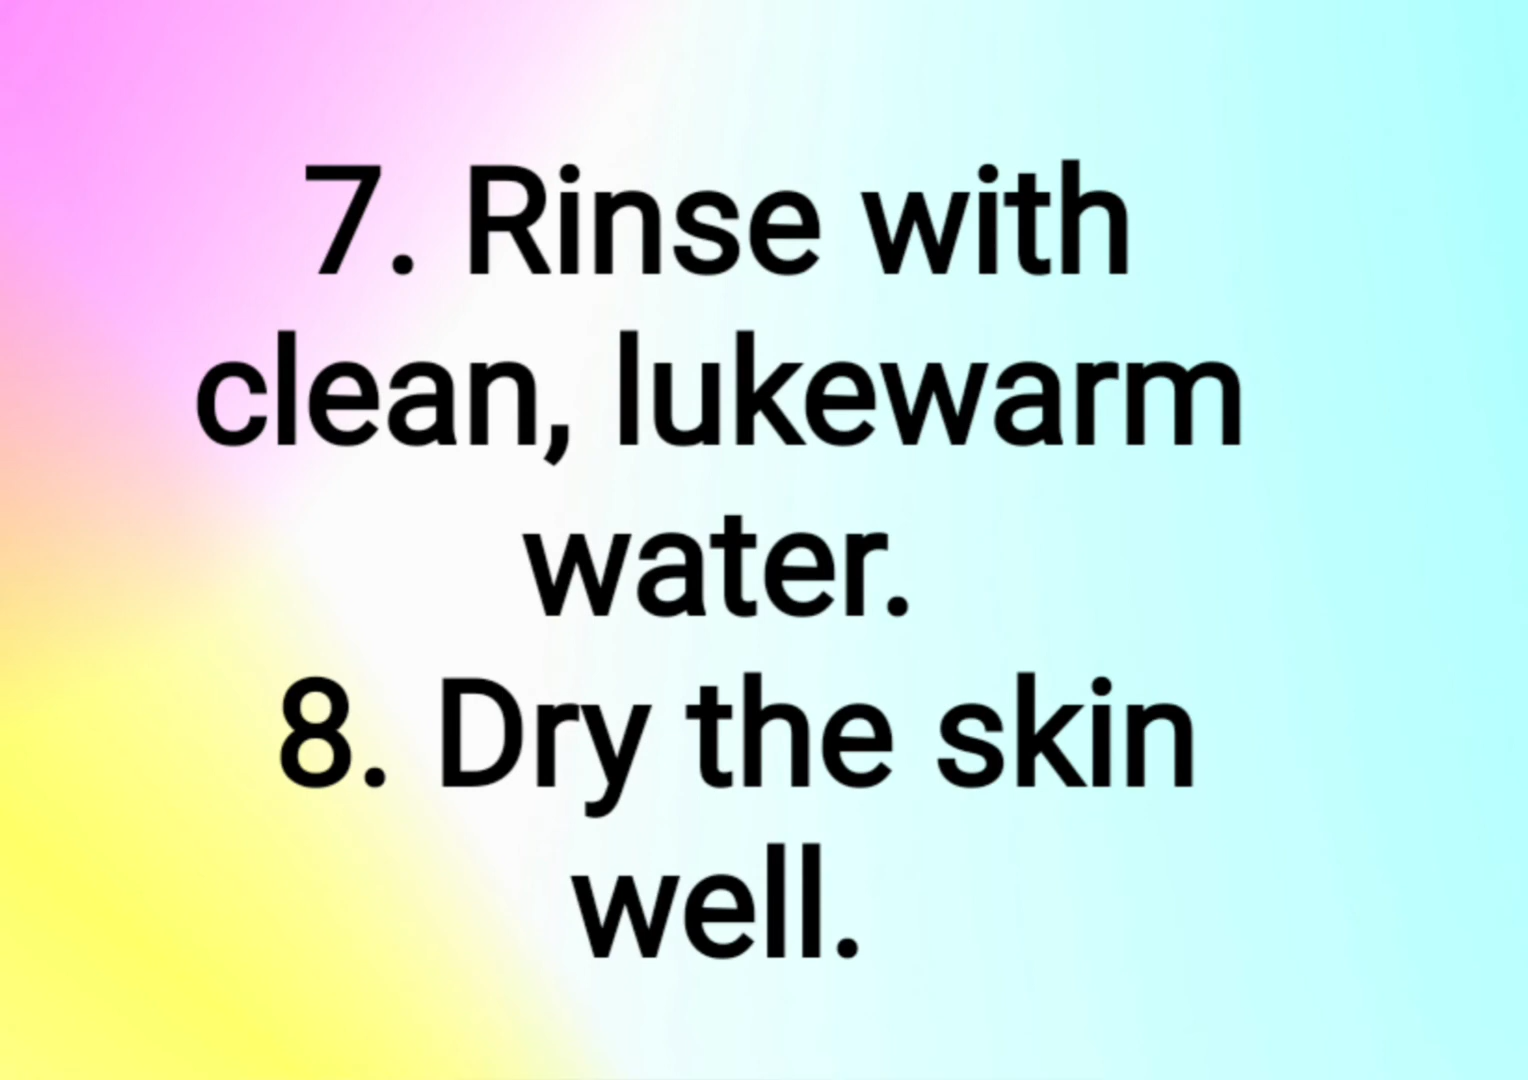 7. Rinse with
clean, lukewarm
water.
8. Dry the skin
well.